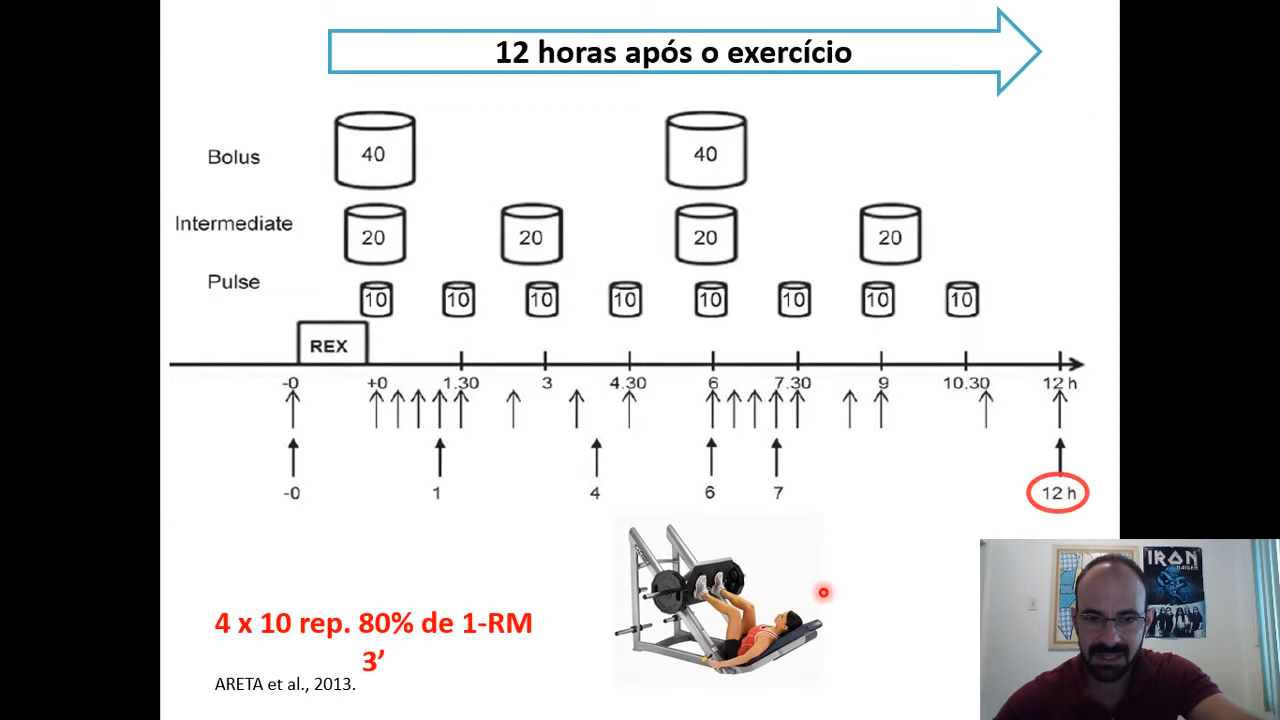 12 horas após o exercício
Bolus 40 40
Intermediate 20 20 20 20
Pulse 10 10 10 10 10 10 10 10
REX
-0 +0 1.30 3 4.30 6 7.30 9 10.30 12 h
-0 1 4 6 7 12 h
4 x 10 rep. 80% de 1-RM
3’
ARETA et al., 2013.
IRON
MAIDEN